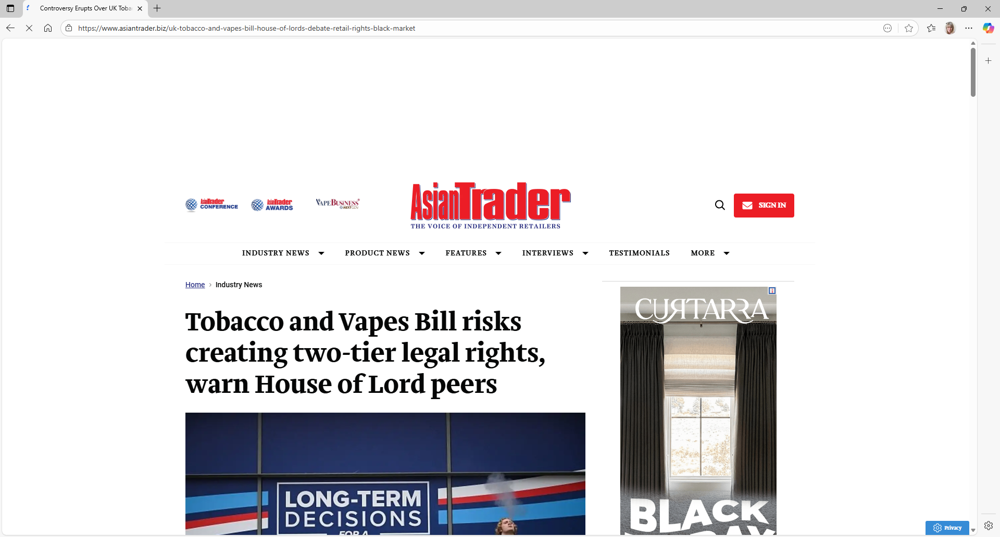 Controversy Erupts Over UK Toba
https://www.asiantrader.biz/uk-tobacco-and-vapes-bill-house-of-lords-debate-retail-rights-black-market
AsianTrader
CONFERENCE
AsianTrader
AWARDS
VAPEBUSINESS
NEXTGEN
AsianTrader
THE VOICE OF INDEPENDENT RETAILERS
SIGN IN
INDUSTRY NEWS
PRODUCT NEWS
FEATURES
INTERVIEWS
TESTIMONIALS
MORE
Home > Industry News
Tobacco and Vapes Bill risks
creating two-tier legal rights,
warn House of Lord peers
LONG-TERM
DECISIONS
FOR A
CURTARRA
BLACK
Privacy